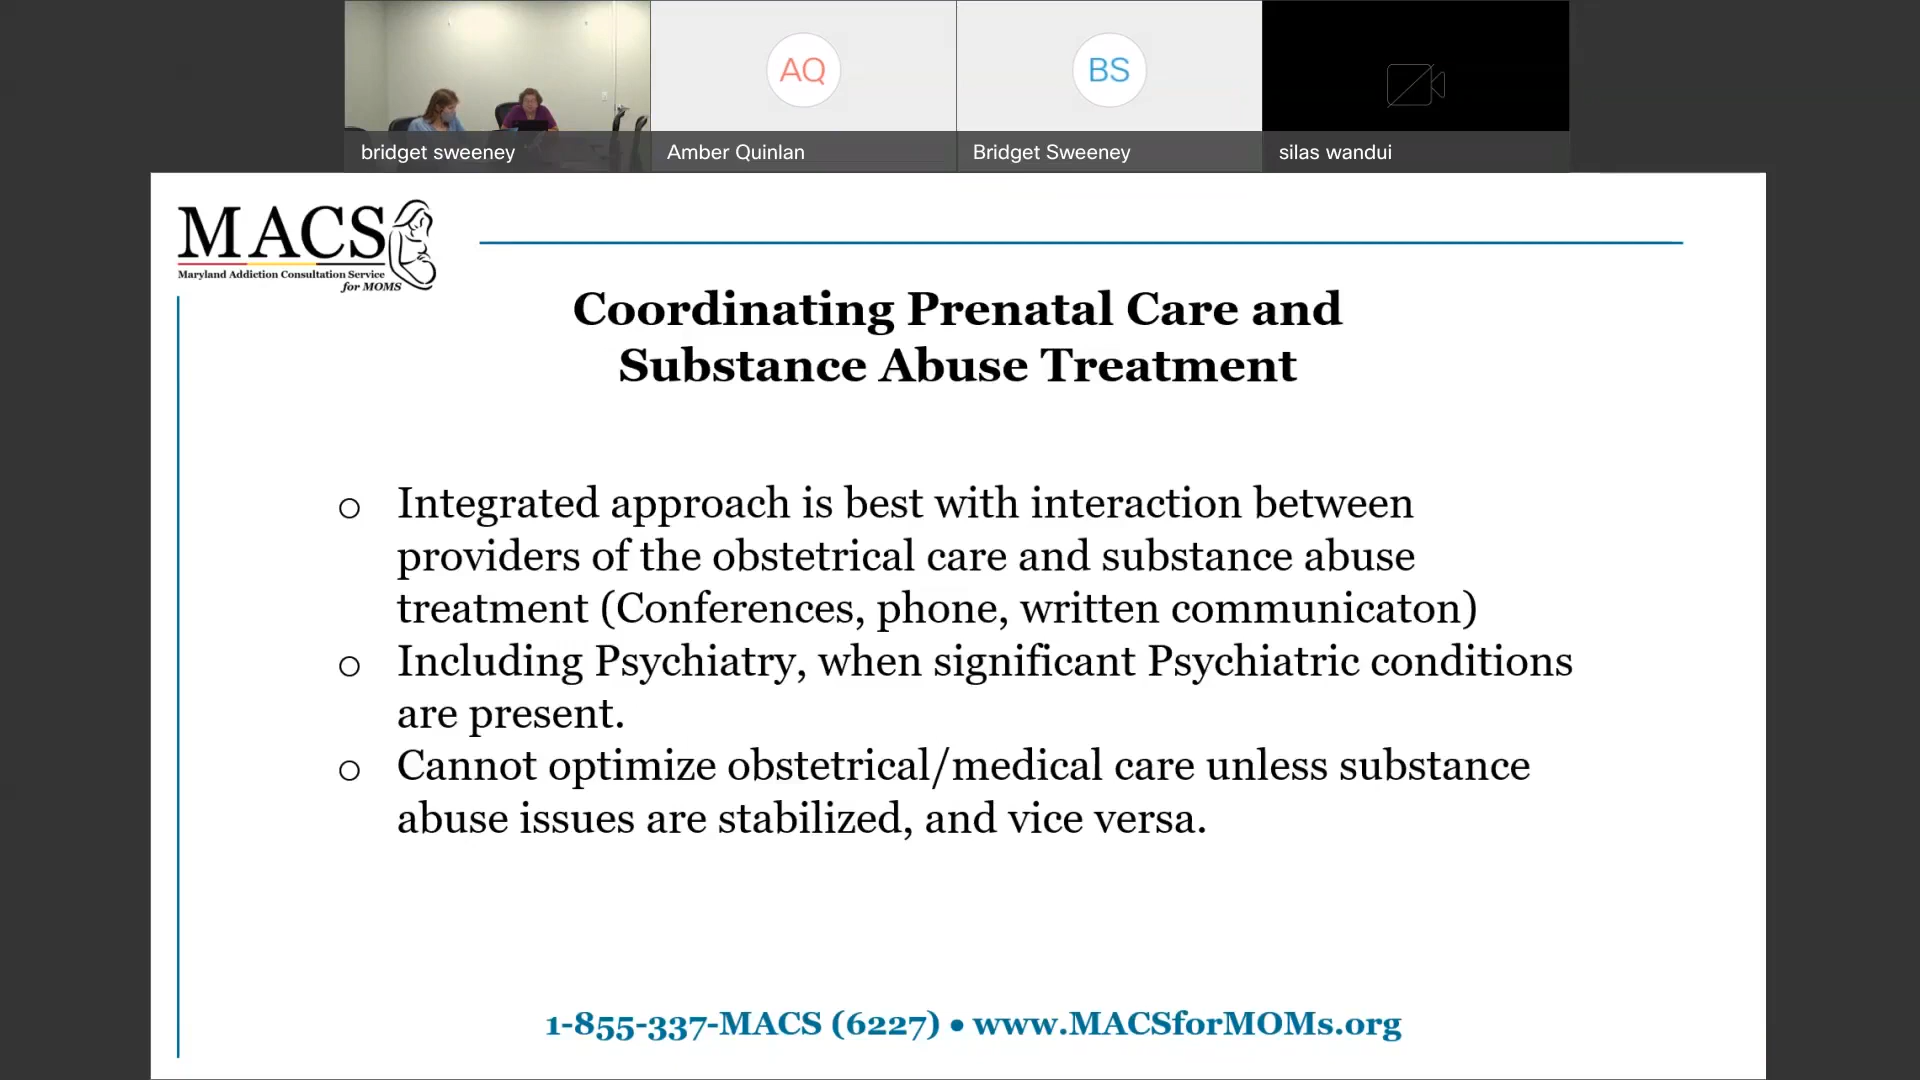 AQ
BS
bridget sweeney
Amber Quinlan
Bridget Sweeney
silas wandui
MACS
Maryland Addiction Consultation Service
for MOMS
Coordinating Prenatal Care and
Substance Abuse Treatment
o Integrated approach is best with interaction between
providers of the obstetrical care and substance abuse
treatment (Conferences, phone, written communicaton)
o Including Psychiatry, when significant Psychiatric conditions
are present.
o Cannot optimize obstetrical/medical care unless substance
abuse issues are stabilized, and vice versa.
1-855-337-MACS (6227) • www.MACSforMOMs.org